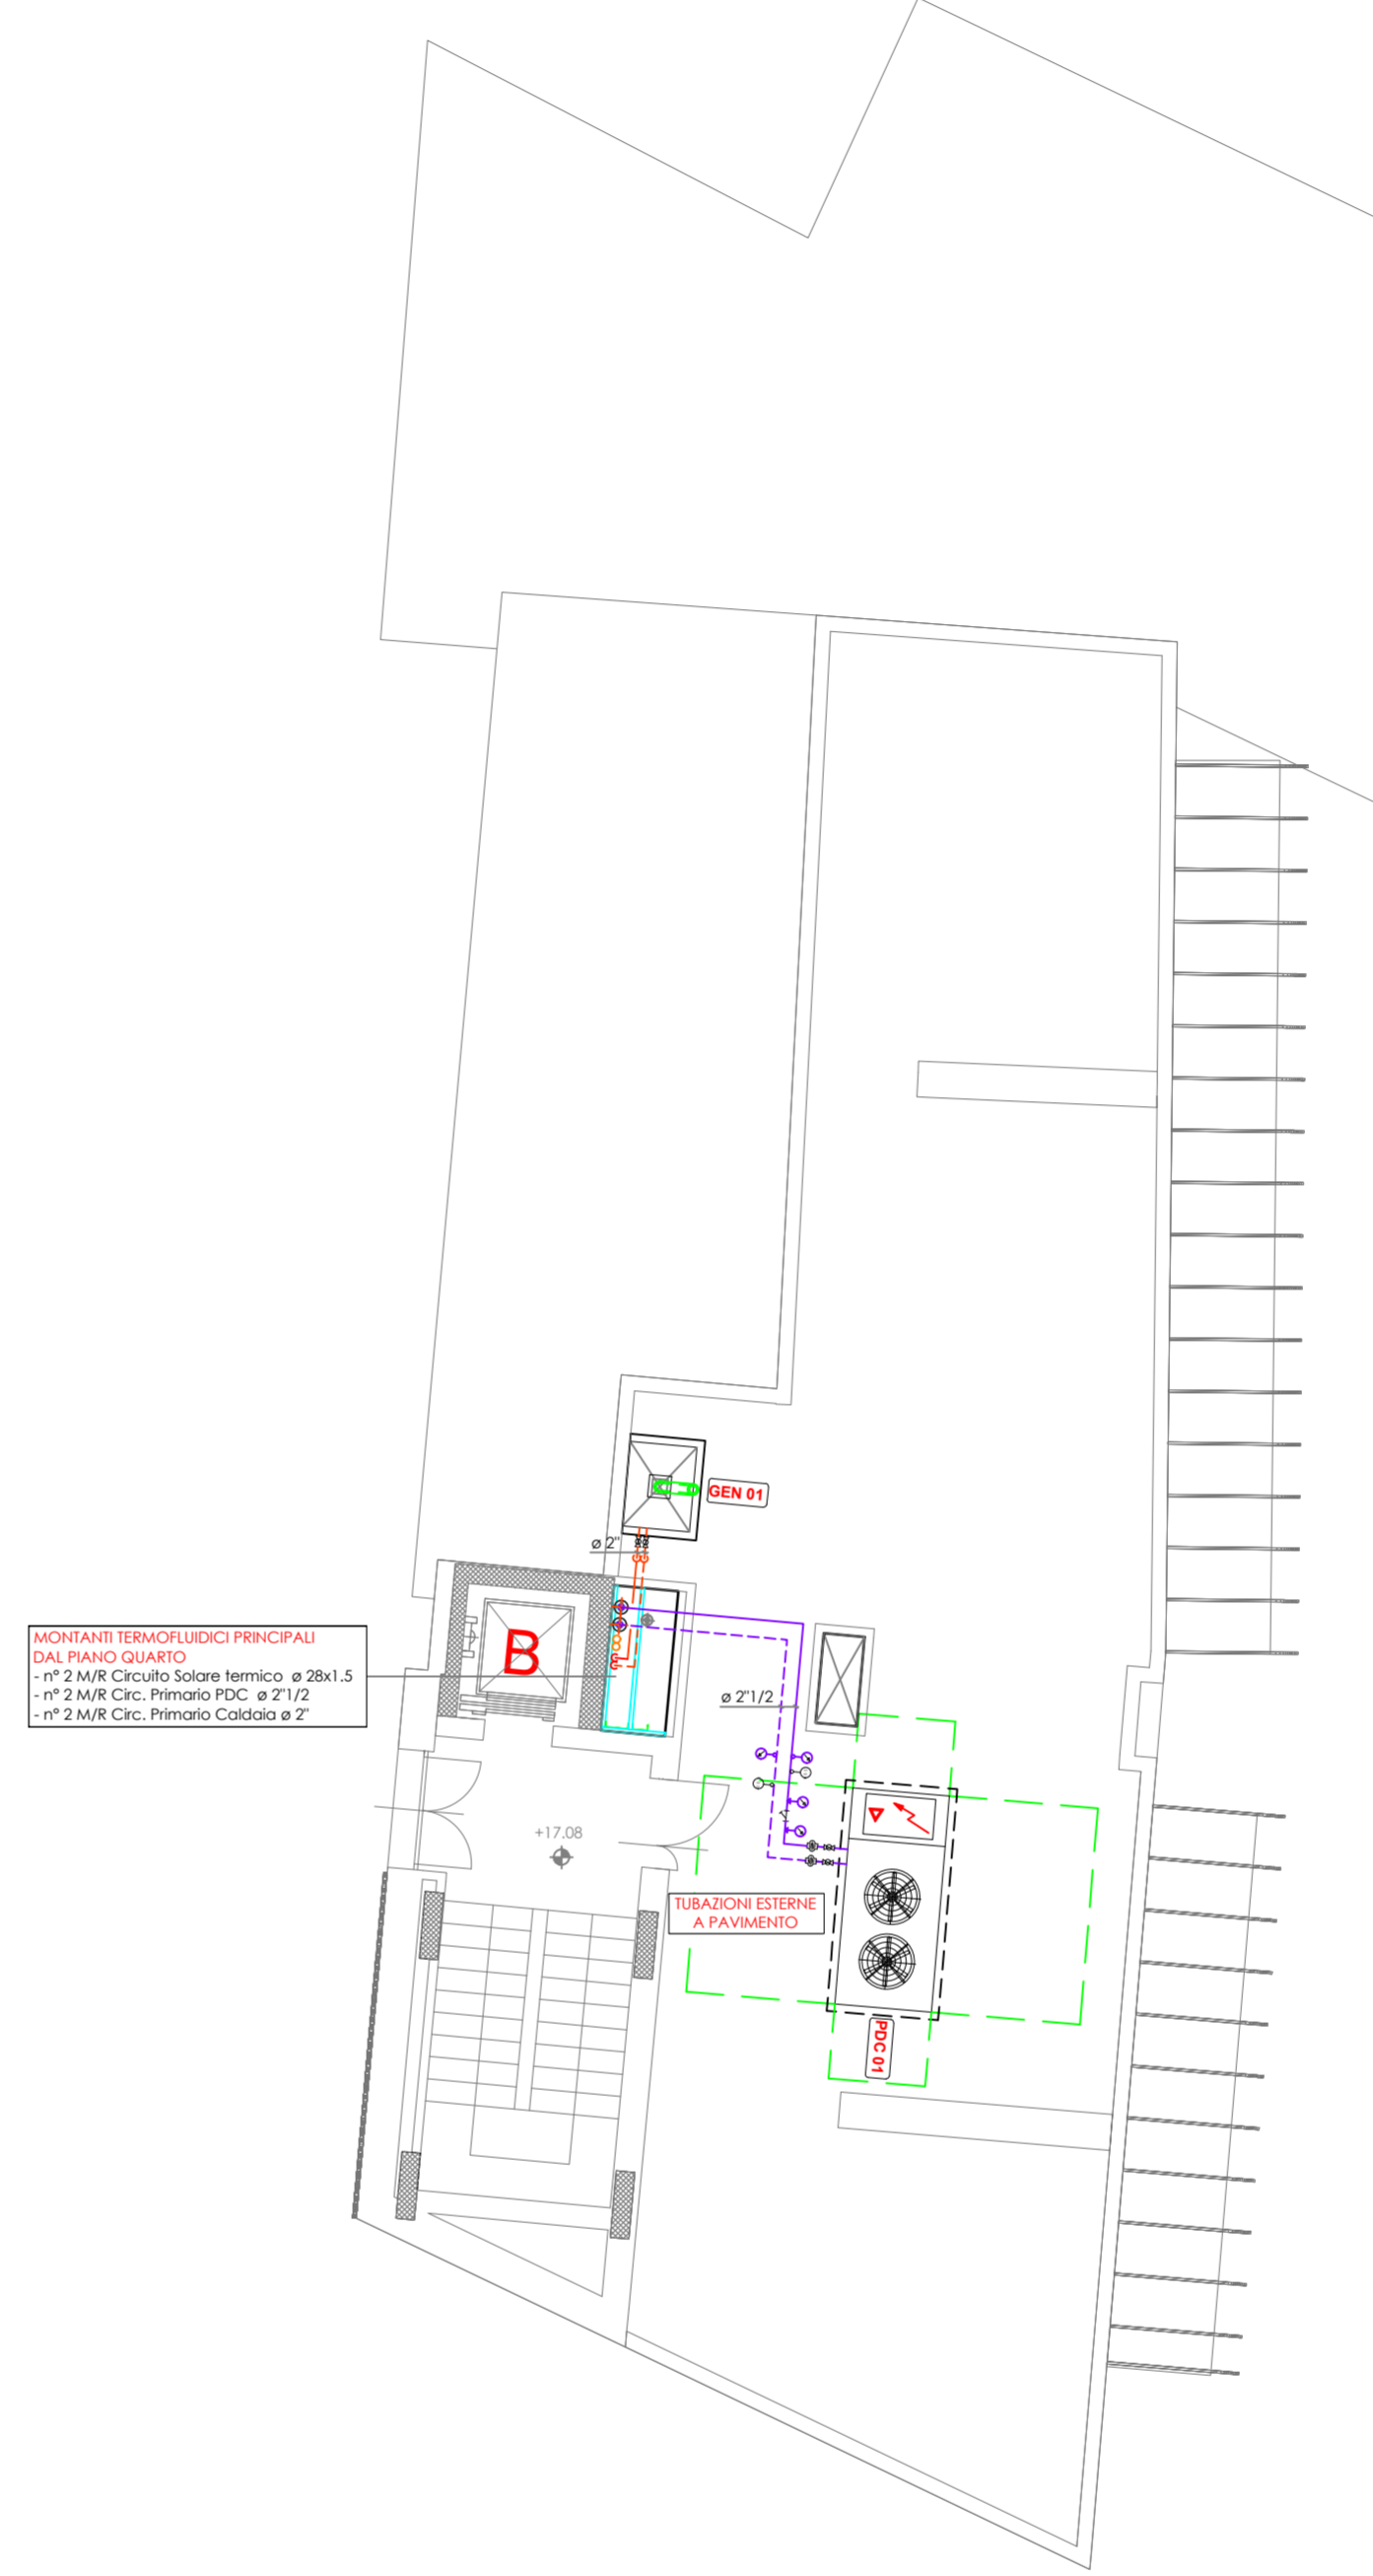 GEN 01
ø 2"
MONTANTI TERMOFLUIDICI PRINCIPALI
DAL PIANO QUARTO
- n° 2 M/R Circuito Solare termico ø 28x1.5
- n° 2 M/R Circ. Primario PDC ø 2"1/2
- n° 2 M/R Circ. Primario Caldaia ø 2"
B
ø 2"1/2
+17.08
TUBAZIONI ESTERNE
A PAVIMENTO
PDC 01